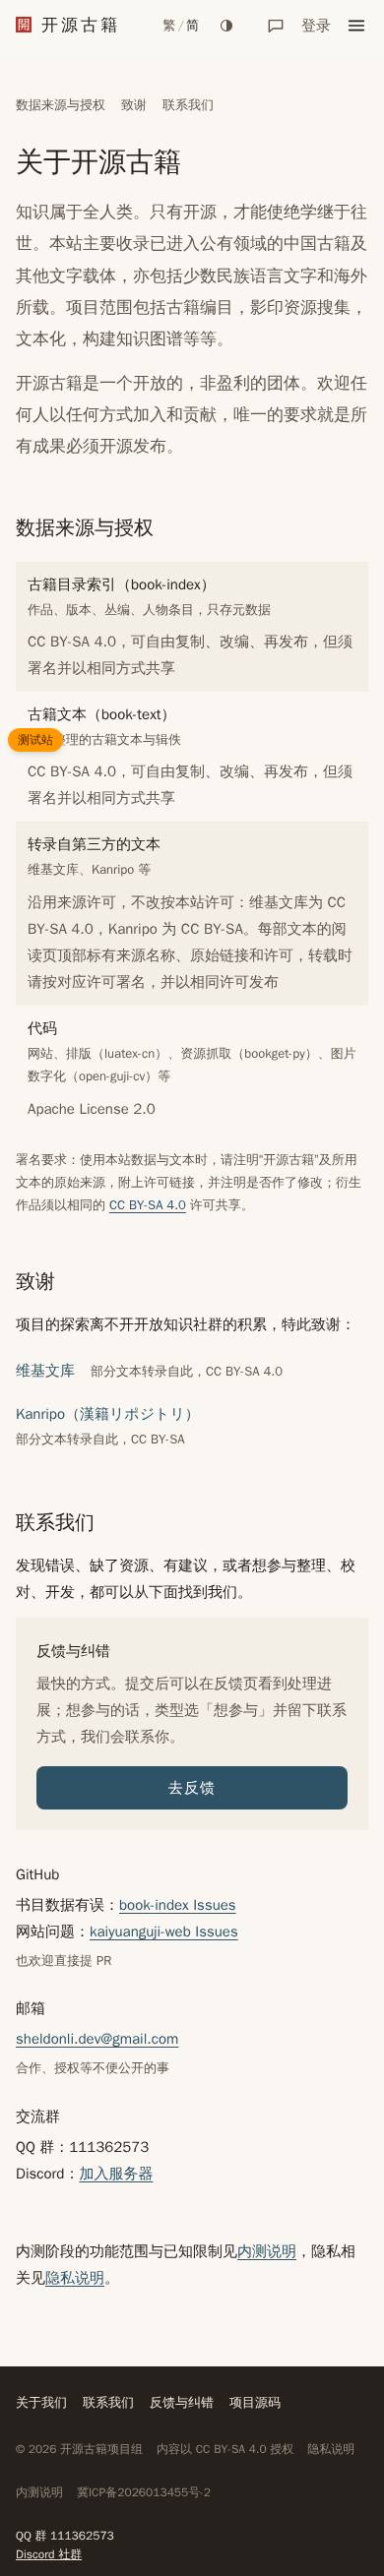 開 开源古籍 繁 / 简 登录
数据来源与授权 致谢 联系我们
关于开源古籍
知识属于全人类。只有开源，才能使绝学继于往
世。本站主要收录已进入公有领域的中国古籍及
其他文字载体，亦包括少数民族语言文字和海外
所载。项目范围包括古籍编目，影印资源搜集，
文本化，构建知识图谱等等。
开源古籍是一个开放的，非盈利的团体。欢迎任
何人以任何方式加入和贡献，唯一的要求就是所
有成果必须开源发布。
数据来源与授权
古籍目录索引（book-index）
作品、版本、丛编、人物条目，只存元数据
CC BY-SA 4.0，可自由复制、改编、再发布，但须
署名并以相同方式共享
古籍文本（book-text）
测试站 整理的古籍文本与辑佚
CC BY-SA 4.0，可自由复制、改编、再发布，但须
署名并以相同方式共享
转录自第三方的文本
维基文库、Kanripo 等
沿用来源许可，不改按本站许可：维基文库为 CC
BY-SA 4.0，Kanripo 为 CC BY-SA。每部文本的阅
读页顶部标有来源名称、原始链接和许可，转载时
请按对应许可署名，并以相同许可发布
代码
网站、排版（luatex-cn）、资源抓取（bookget-py）、图片
数字化（open-guji-cv）等
Apache License 2.0
署名要求：使用本站数据与文本时，请注明"开源古籍"及所用
文本的原始来源，附上许可链接，并注明是否作了修改；衍生
作品须以相同的 CC BY-SA 4.0 许可共享。
致谢
项目的探索离不开开放知识社群的积累，特此致谢：
维基文库 部分文本转录自此，CC BY-SA 4.0
Kanripo（漢籍リポジトリ）
部分文本转录自此，CC BY-SA
联系我们
发现错误、缺了资源、有建议，或者想参与整理、校
对、开发，都可以从下面找到我们。
反馈与纠错
最快的方式。提交后可以在反馈页看到处理进
展；想参与的话，类型选「想参与」并留下联系
方式，我们会联系你。
去反馈
GitHub
书目数据有误：book-index Issues
网站问题：kaiyuanguji-web Issues
也欢迎直接提 PR
邮箱
sheldonli.dev@gmail.com
合作、授权等不便公开的事
交流群
QQ 群：111362573
Discord：加入服务器
内测阶段的功能范围与已知限制见内测说明，隐私相
关见隐私说明。
关于我们 联系我们 反馈与纠错 项目源码
© 2026 开源古籍项目组 内容以 CC BY-SA 4.0 授权 隐私说明
内测说明 冀ICP备2026013455号-2
QQ 群 111362573
Discord 社群